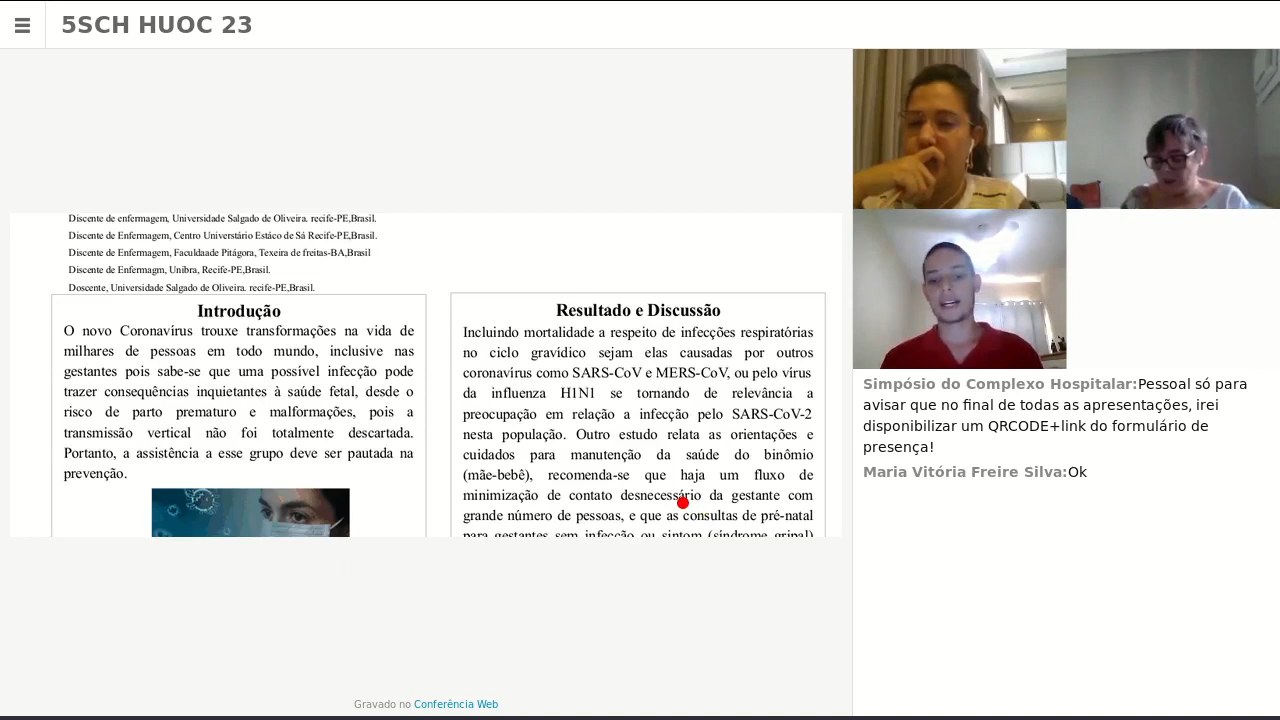 5SCH HUOC 23
Discente de enfermagem, Universidade Salgado de Oliveira. recife-PE,Brasil.
Discente de Enfermagem, Centro Universtário Estáco de Sá Recife-PE,Brasil.
Discente de Enfermagem, Faculdaade Pitágora, Texeira de freitas-BA,Brasil
Discente de Enfermagm, Unibra, Recife-PE,Brasil.
Doscente, Universidade Salgado de Oliveira. recife-PE,Brasil.
Introdução
O novo Coronavírus trouxe transformações na vida de
milhares de pessoas em todo mundo, inclusive nas
gestantes pois sabe-se que uma possível infecção pode
trazer consequências inquietantes à saúde fetal, desde o
risco de parto prematuro e malformações, pois a
transmissão vertical não foi totalmente descartada.
Portanto, a assistência a esse grupo deve ser pautada na
prevenção.
Resultado e Discussão
Incluindo mortalidade a respeito de infecções respiratórias
no ciclo gravídico sejam elas causadas por outros
coronavírus como SARS-CoV e MERS-CoV, ou pelo vírus
da influenza H1N1 se tornando de relevância a
preocupação em relação a infecção pelo SARS-CoV-2
nesta população. Outro estudo relata as orientações e
cuidados para manutenção da saúde do binômio
(mãe-bebê), recomenda-se que haja um fluxo de
minimização de contato desnecessário da gestante com
grande número de pessoas, e que as consultas de pré-natal
para gestantes sem infecção ou sintom (síndrome gripal)
Simpósio do Complexo Hospitalar:Pessoal só para
avisar que no final de todas as apresentações, irei
disponibilizar um QRCODE+link do formulário de
presença!
Maria Vitória Freire Silva:Ok
Gravado no Conferência Web